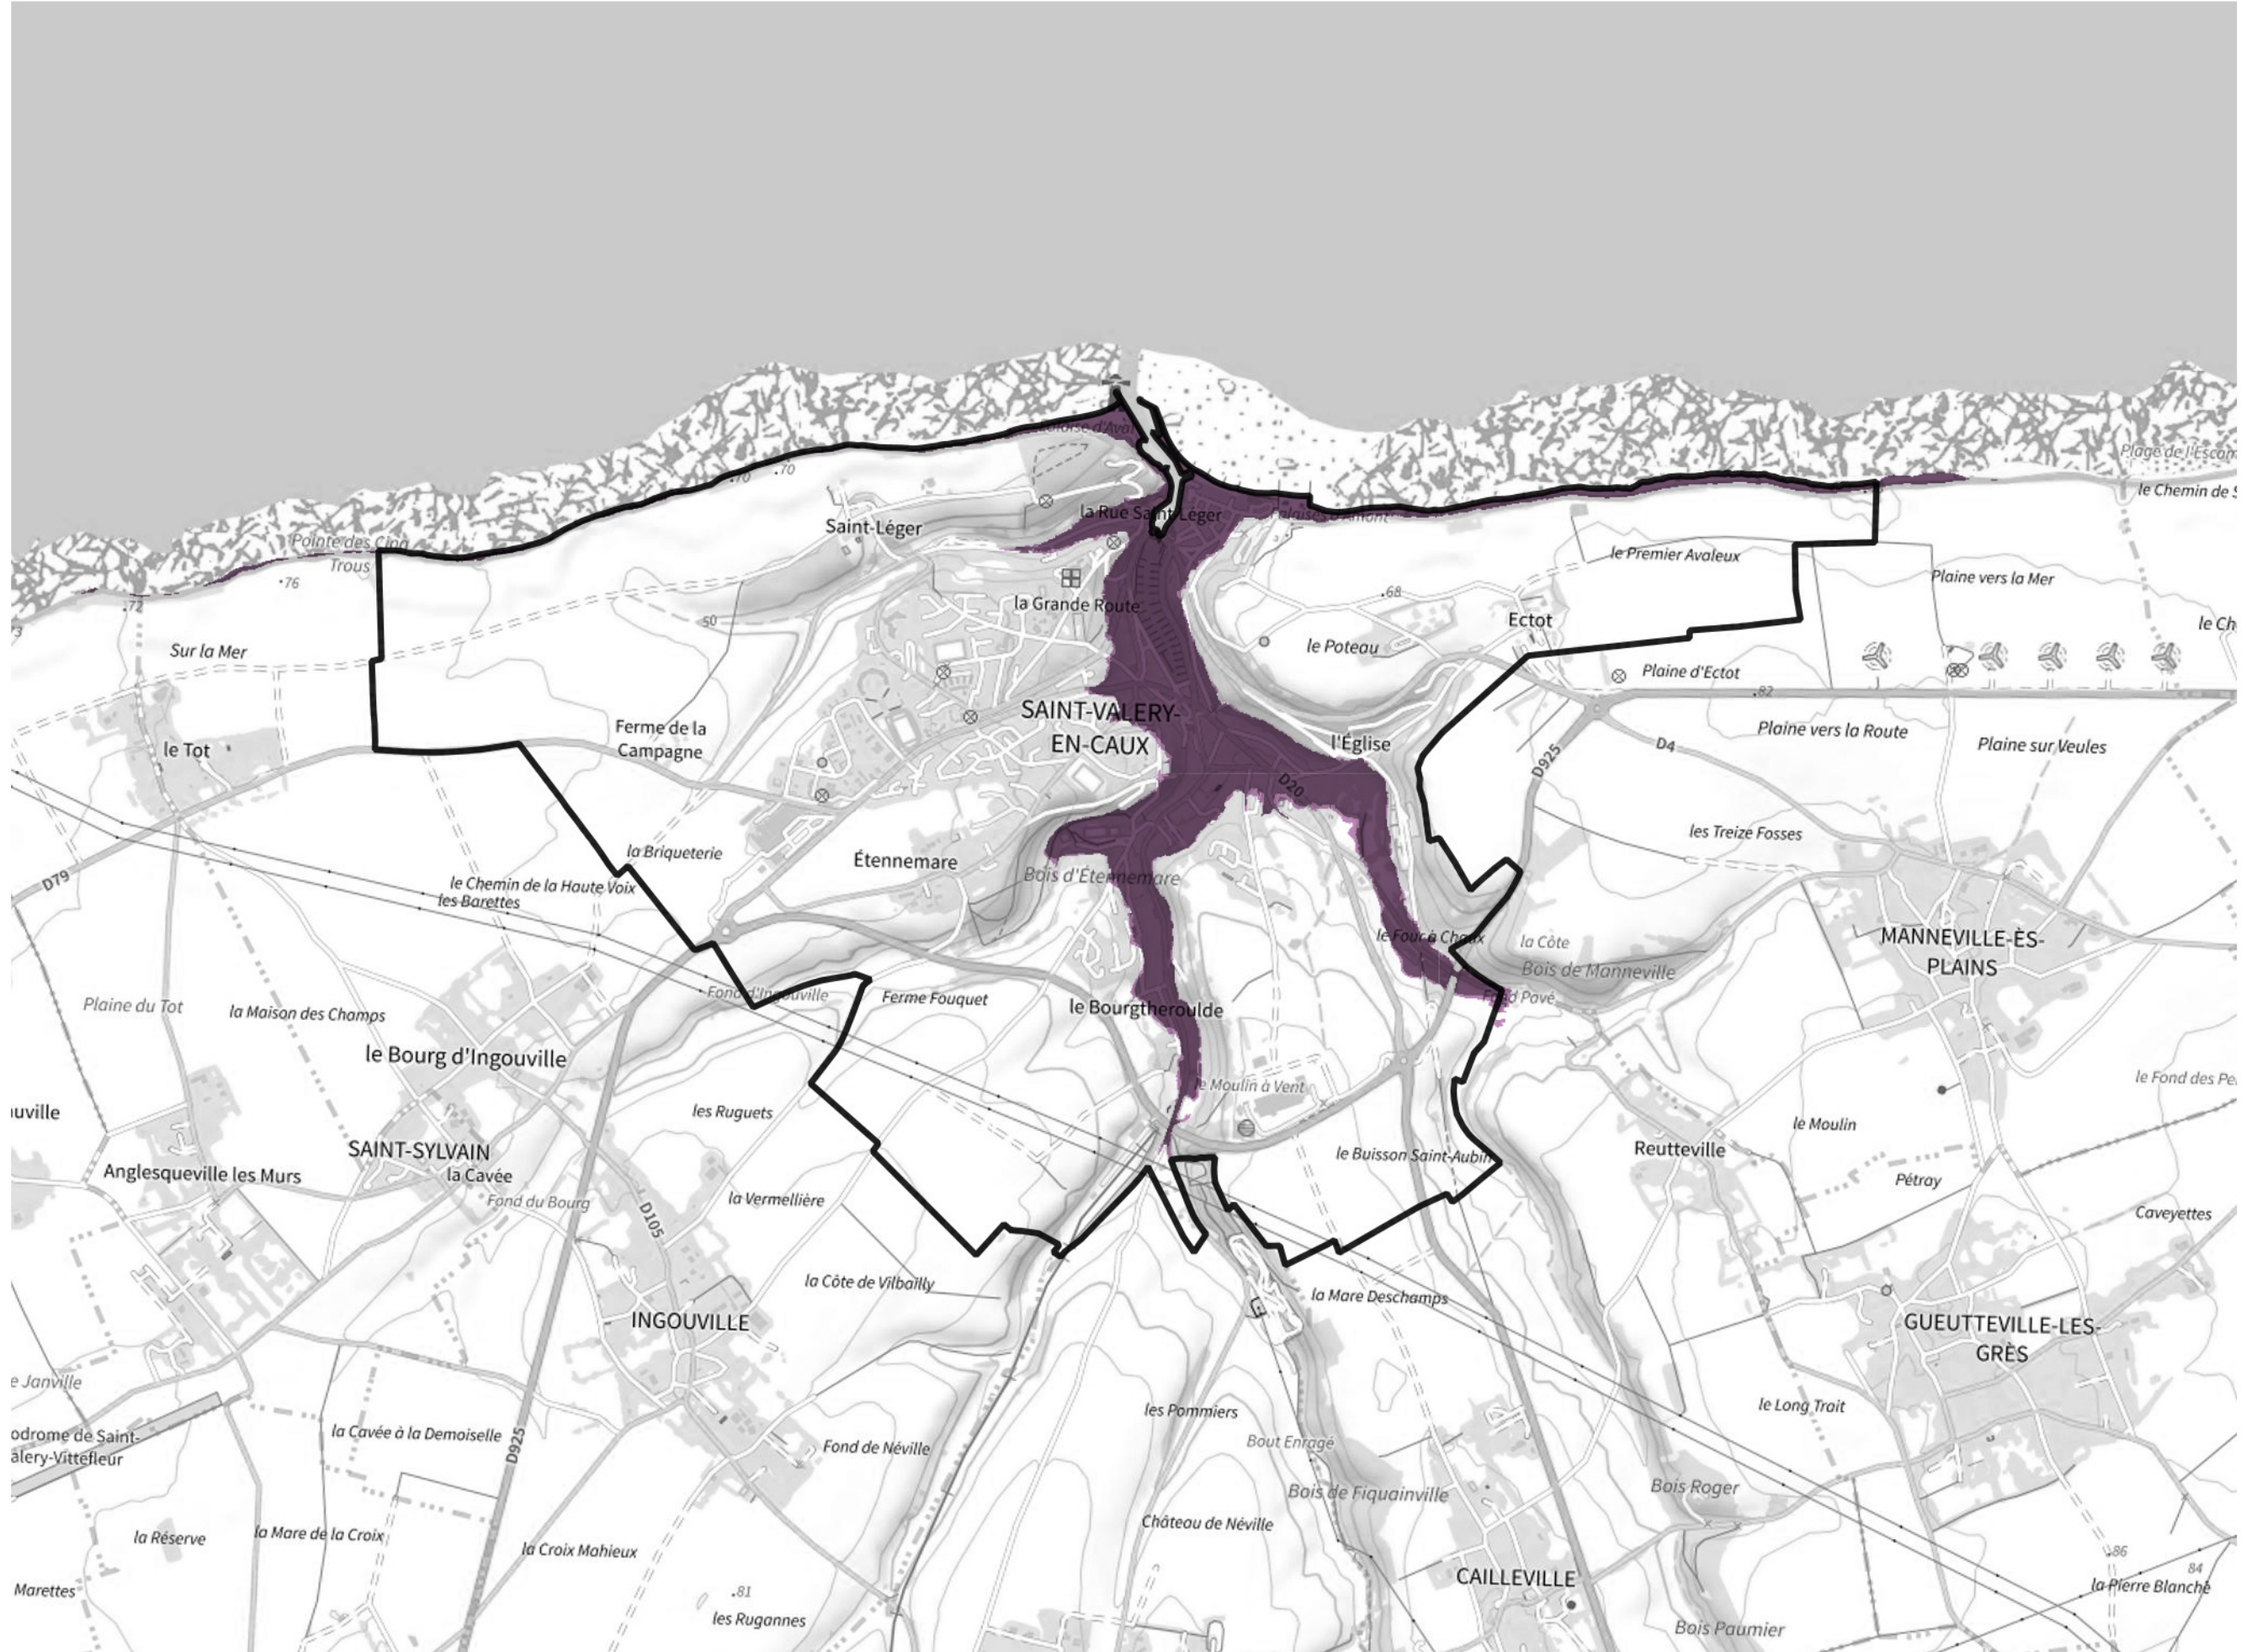 Plage de l'Escam
le Chemin de S
.70
.70
Falaise d'Aval
la Rue Saint-Léger
Falaise d'Amont
Saint-Léger
Pointe des Cinq
Trous
.76
.72
le Premier Avaleux
Plaine vers la Mer
la Grande Route
.68
50
Ectot
le Ch
Sur la Mer
le Poteau
Plaine d'Ectot
.82
SAINT-VALERY-
EN-CAUX
Ferme de la
Campagne
l'Église
le Tot
D4
Plaine vers la Route
Plaine sur Veules
D925
D20
les Treize Fosses
la Briqueterie
Étennemare
D79
le Chemin de la Haute Voix
les Barettes
Bois d'Étennemare
le Four à Chaux
la Côte
MANNEVILLE-ÈS-
PLAINS
Bois de Manneville
Fond d'Ingouville
Ferme Fouquet
Fond Pavé
Plaine du Tot
la Maison des Champs
le Bourgtheroulde
le Bourg d'Ingouville
le Moulin à Vent
le Fond des Pe
uville
les Ruguets
le Moulin
SAINT-SYLVAIN
la Cavée
le Buisson Saint-Aubin
Reutteville
Anglesqueville les Murs
Pétray
Fond du Bourg
la Vermellière
D105
Caveyettes
la Côte de Vilbailly
la Mare Deschamps
INGOUVILLE
GUEUTTEVILLE-LES-
GRÈS
e Janville
les Pommiers
le Long Trait
odrome de Saint-
alery-Vittefleur
la Cavée à la Demoiselle
D925
Fond de Néville
Bout Enragé
Bois de Fiquainville
Bois Roger
la Réserve
la Mare de la Croix
la Croix Mahieux
Château de Néville
.86
84
Marettes
.81
les Rugannes
CAILLEVILLE
la Pierre Blanche
Bois Paumier